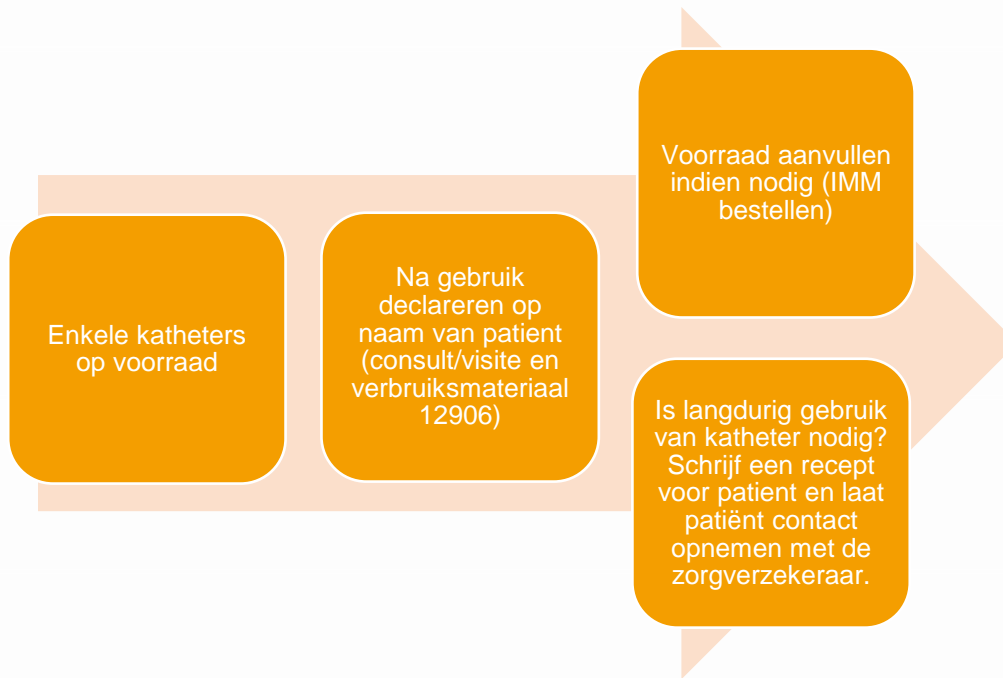 Enkele katheters
op voorraad
Na gebruik
declareren op
naam van patient
(consult/visite en
verbruiksmateriaal
12906)
Voorraad aanvullen
indien nodig (IMM
bestellen)
Is langdurig gebruik
van katheter nodig?
Schrijf een recept
voor patient en laat
patiënt contact
opnemen met de
zorgverzekeraar.